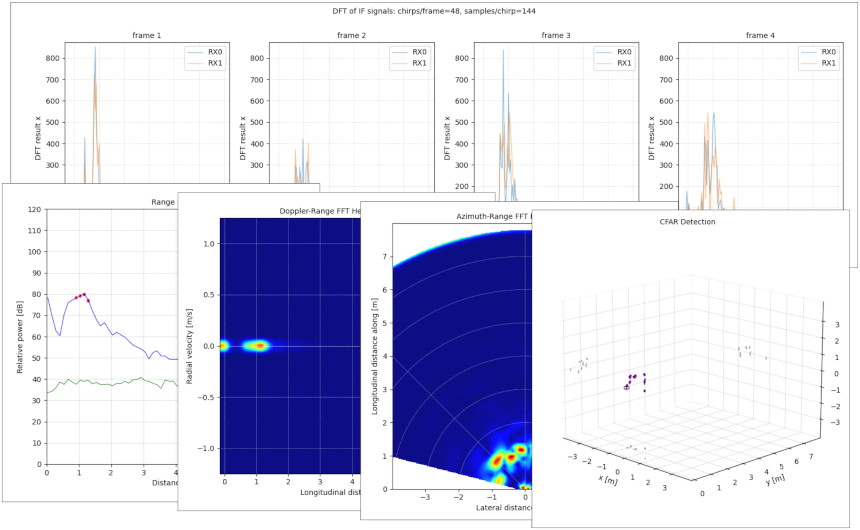 DFT of IF signals: chirps/frame=48, samples/chirp=144
frame 1
frame 2
frame 3
frame 4
DFT result x
800
700
600
500
400
300
RX0
RX1
DFT result x
800
700
600
500
400
300
RX0
RX1
DFT result x
800
700
600
500
400
300
200
RX0
RX1
DFT result x
800
700
600
500
400
300
200
RX0
RX1
Range
Relative power [dB]
120
110
100
90
80
70
60
50
40
30
20
10
0
0 1 2 3 4
Doppler-Range FFT
Radial velocity [m/s]
1.0
0.5
0.0
−0.5
−1.0
0 1 2 3 4
Longitudinal
Azimuth-Range FFT
Longitudinal distance along [m]
7
6
5
4
3
2
1
0
−3 −2 −1 0
Lateral
CFAR Detection
3
2
1
0
−1
−2
−3
−3 −2 −1 0 1 2 3
x [m]
0 1 2 3 4 5 6 7
y [m]